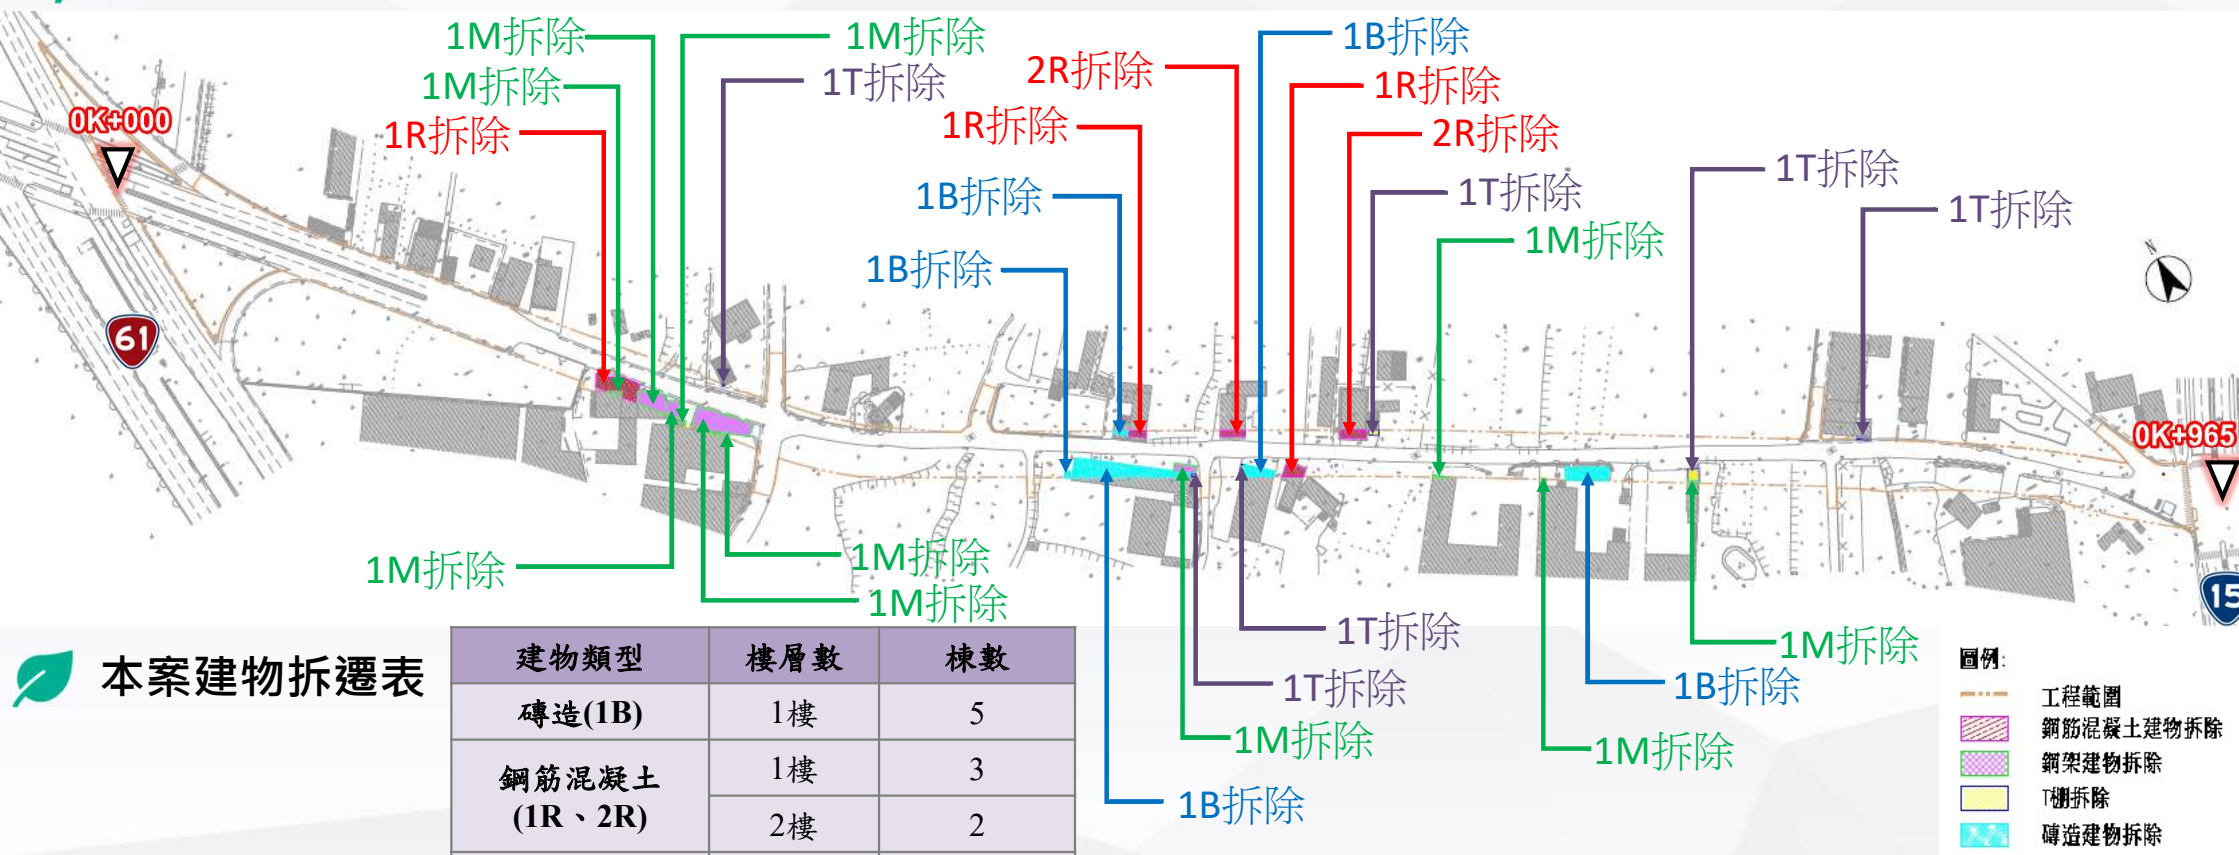 1M拆除
1M拆除
1B拆除
1M拆除
1T拆除
2R拆除
1R拆除
0K+000
1R拆除
1R拆除
2R拆除
1T拆除
1B拆除
1T拆除
1T拆除
1M拆除
1B拆除
N
61
0K+965
1M拆除
1M拆除
1M拆除
15
1T拆除
1M拆除
1T拆除
1B拆除
1M拆除
1M拆除
1B拆除
本案建物拆遷表
建物類型 樓層數 棟數
磚造(1B) 1樓 5
鋼筋混凝土
(1R、2R)
1樓 3
2樓 2
圖例:
工程範圍
鋼筋混凝土建物拆除
鋼架建物拆除
T棚拆除
磚造建物拆除